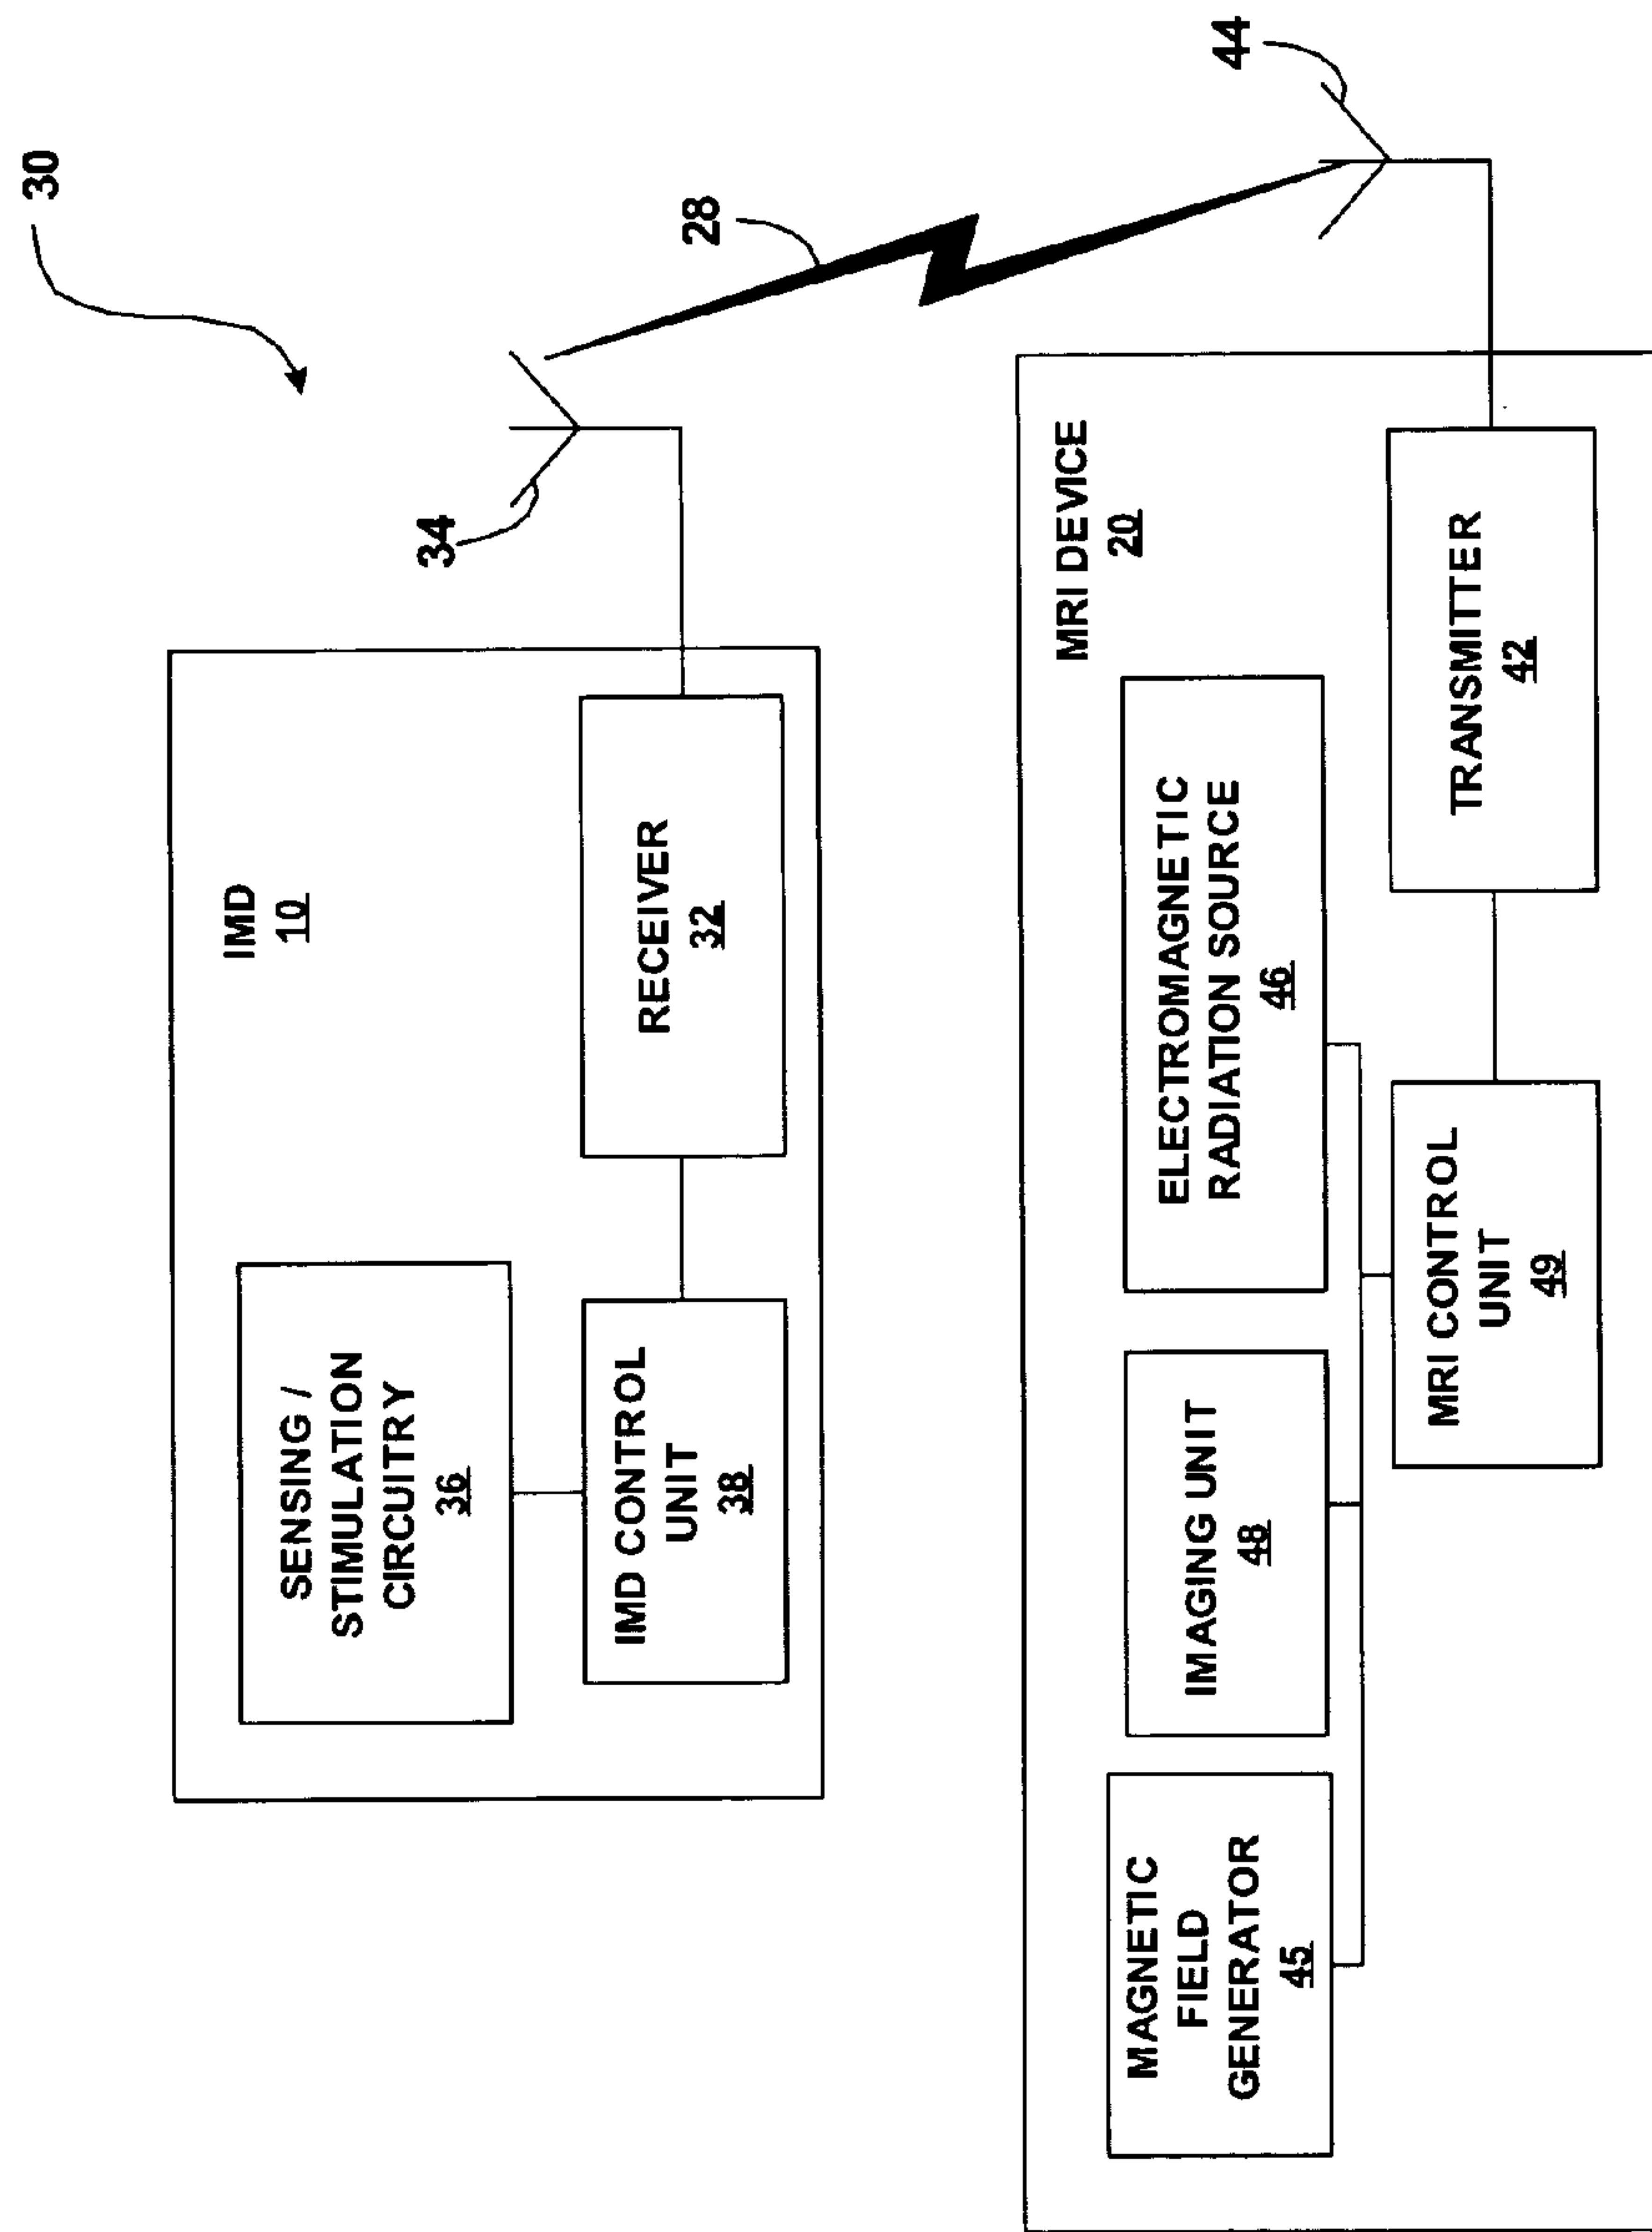 30
34
28
44
IMD
10
SENSING /
STIMULATION
CIRCUITRY
36
IMD CONTROL
UNIT
38
RECEIVER
32
MRI DEVICE
20
MAGNETIC
FIELD
GENERATOR
45
IMAGING UNIT
48
ELECTROMAGNETIC
RADIATION SOURCE
46
MRI CONTROL
UNIT
49
TRANSMITTER
42